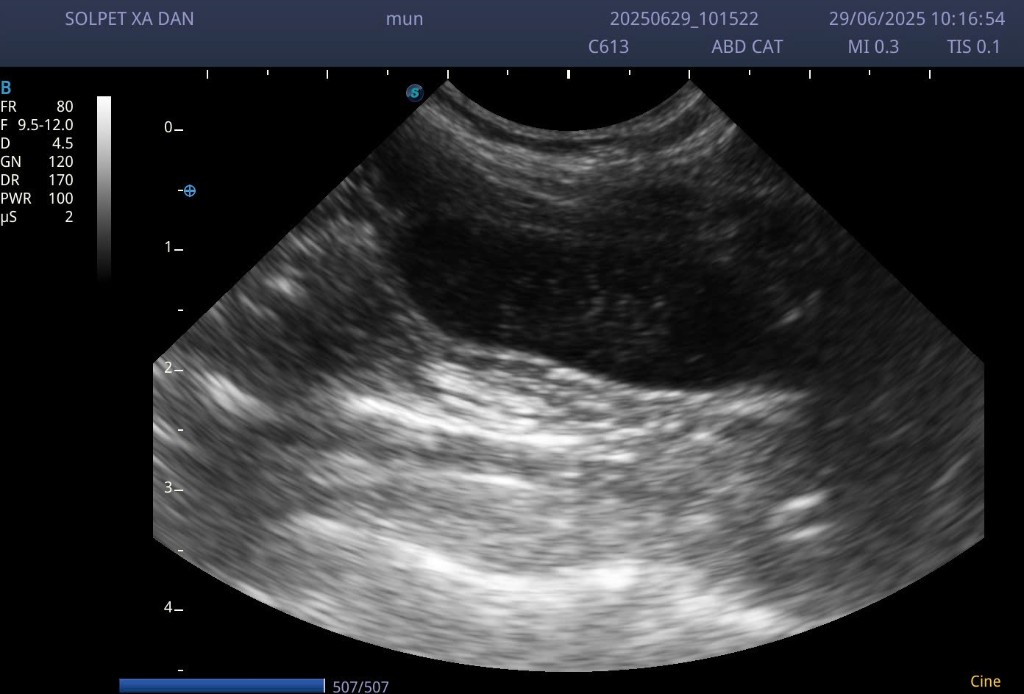 SOLPET XA DAN mun 20250629_101522 29/06/2025 10:16:54
C613 ABD CAT MI 0.3 TIS 0.1
B
FR 80
F 9.5-12.0
D 4.5
GN 120
DR 170
PWR 100
µS 2
S
0
1
2
3
4
507/507
Cine